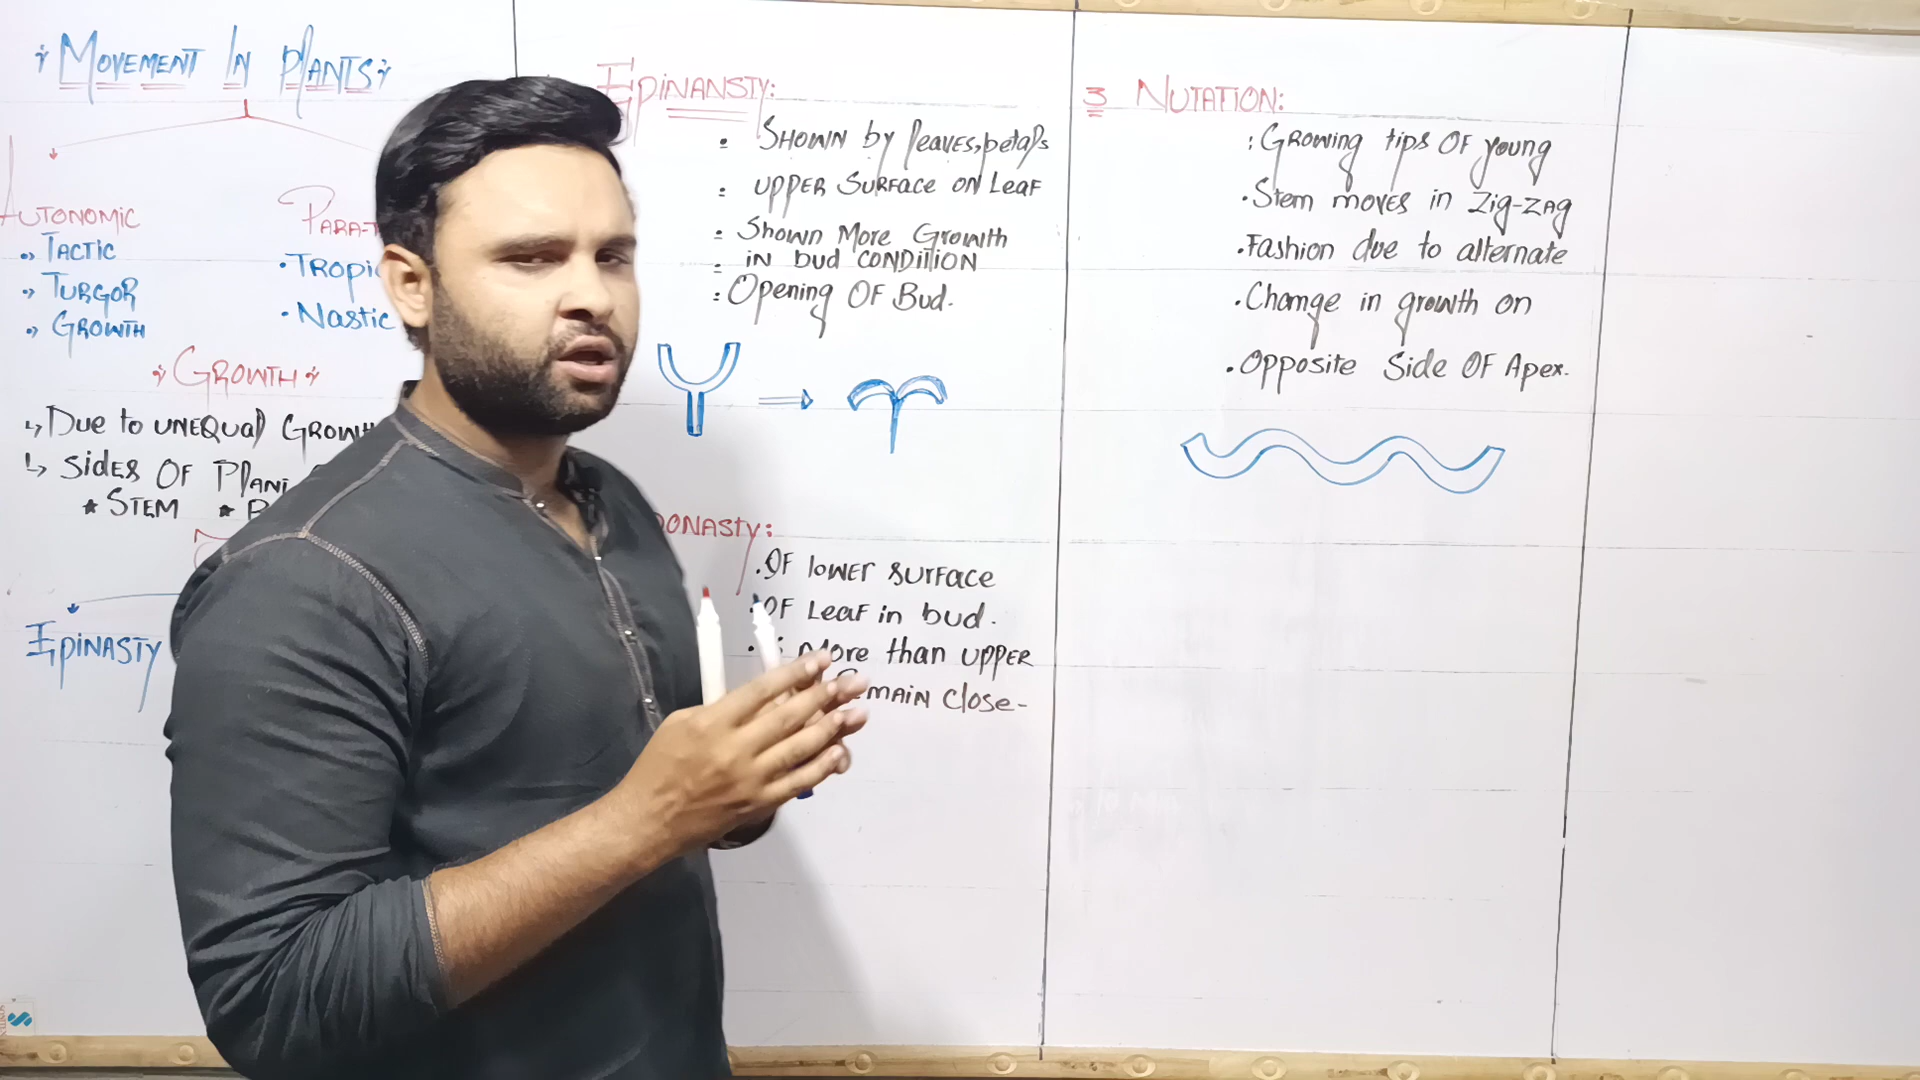 MOVEMENT IN PLANTS
AUTONOMIC
TACTIC
TURGOR
GROWTH
PARA-T
TROPIC
Nastic
GROWTH
Due to UNEQUAL GROWTH
Sides OF Plant
STEM
EPINASTY
EPINANSTY:
SHOWN by leaves,petals
UPPER SURFACE ON LEAF
Shown More Growth
in bud CONDITION
Opening OF Bud.
ONASTY:
OF lOWER SURFACE
OF Leaf in bud.
More than UPPER
REMAIN Close-
3 NUTATION:
Growing tips OF young
Stem moves in Zig-ZAg
Fashion due to alternate
Change in growth on
Opposite Side OF Apex.